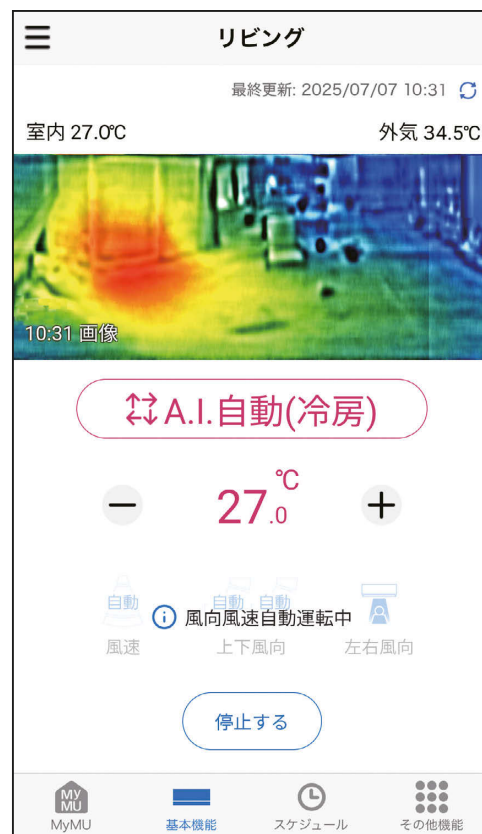 リビング
最終更新: 2025/07/07 10:31
室内 27.0℃ 外気 34.5℃
10:31 画像
A.I.自動(冷房)
27.0℃
自動 自動 自動
風向風速自動運転中
風速 上下風向 左右風向
停止する
MY
MU
MyMU 基本機能 スケジュール その他機能